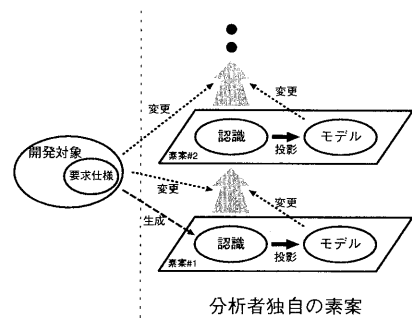 変更
変更
認識
モデル
投影
素案#2
開発対象
要求仕様
変更
変更
生成
認識
モデル
投影
素案#1
分析者独自の素案